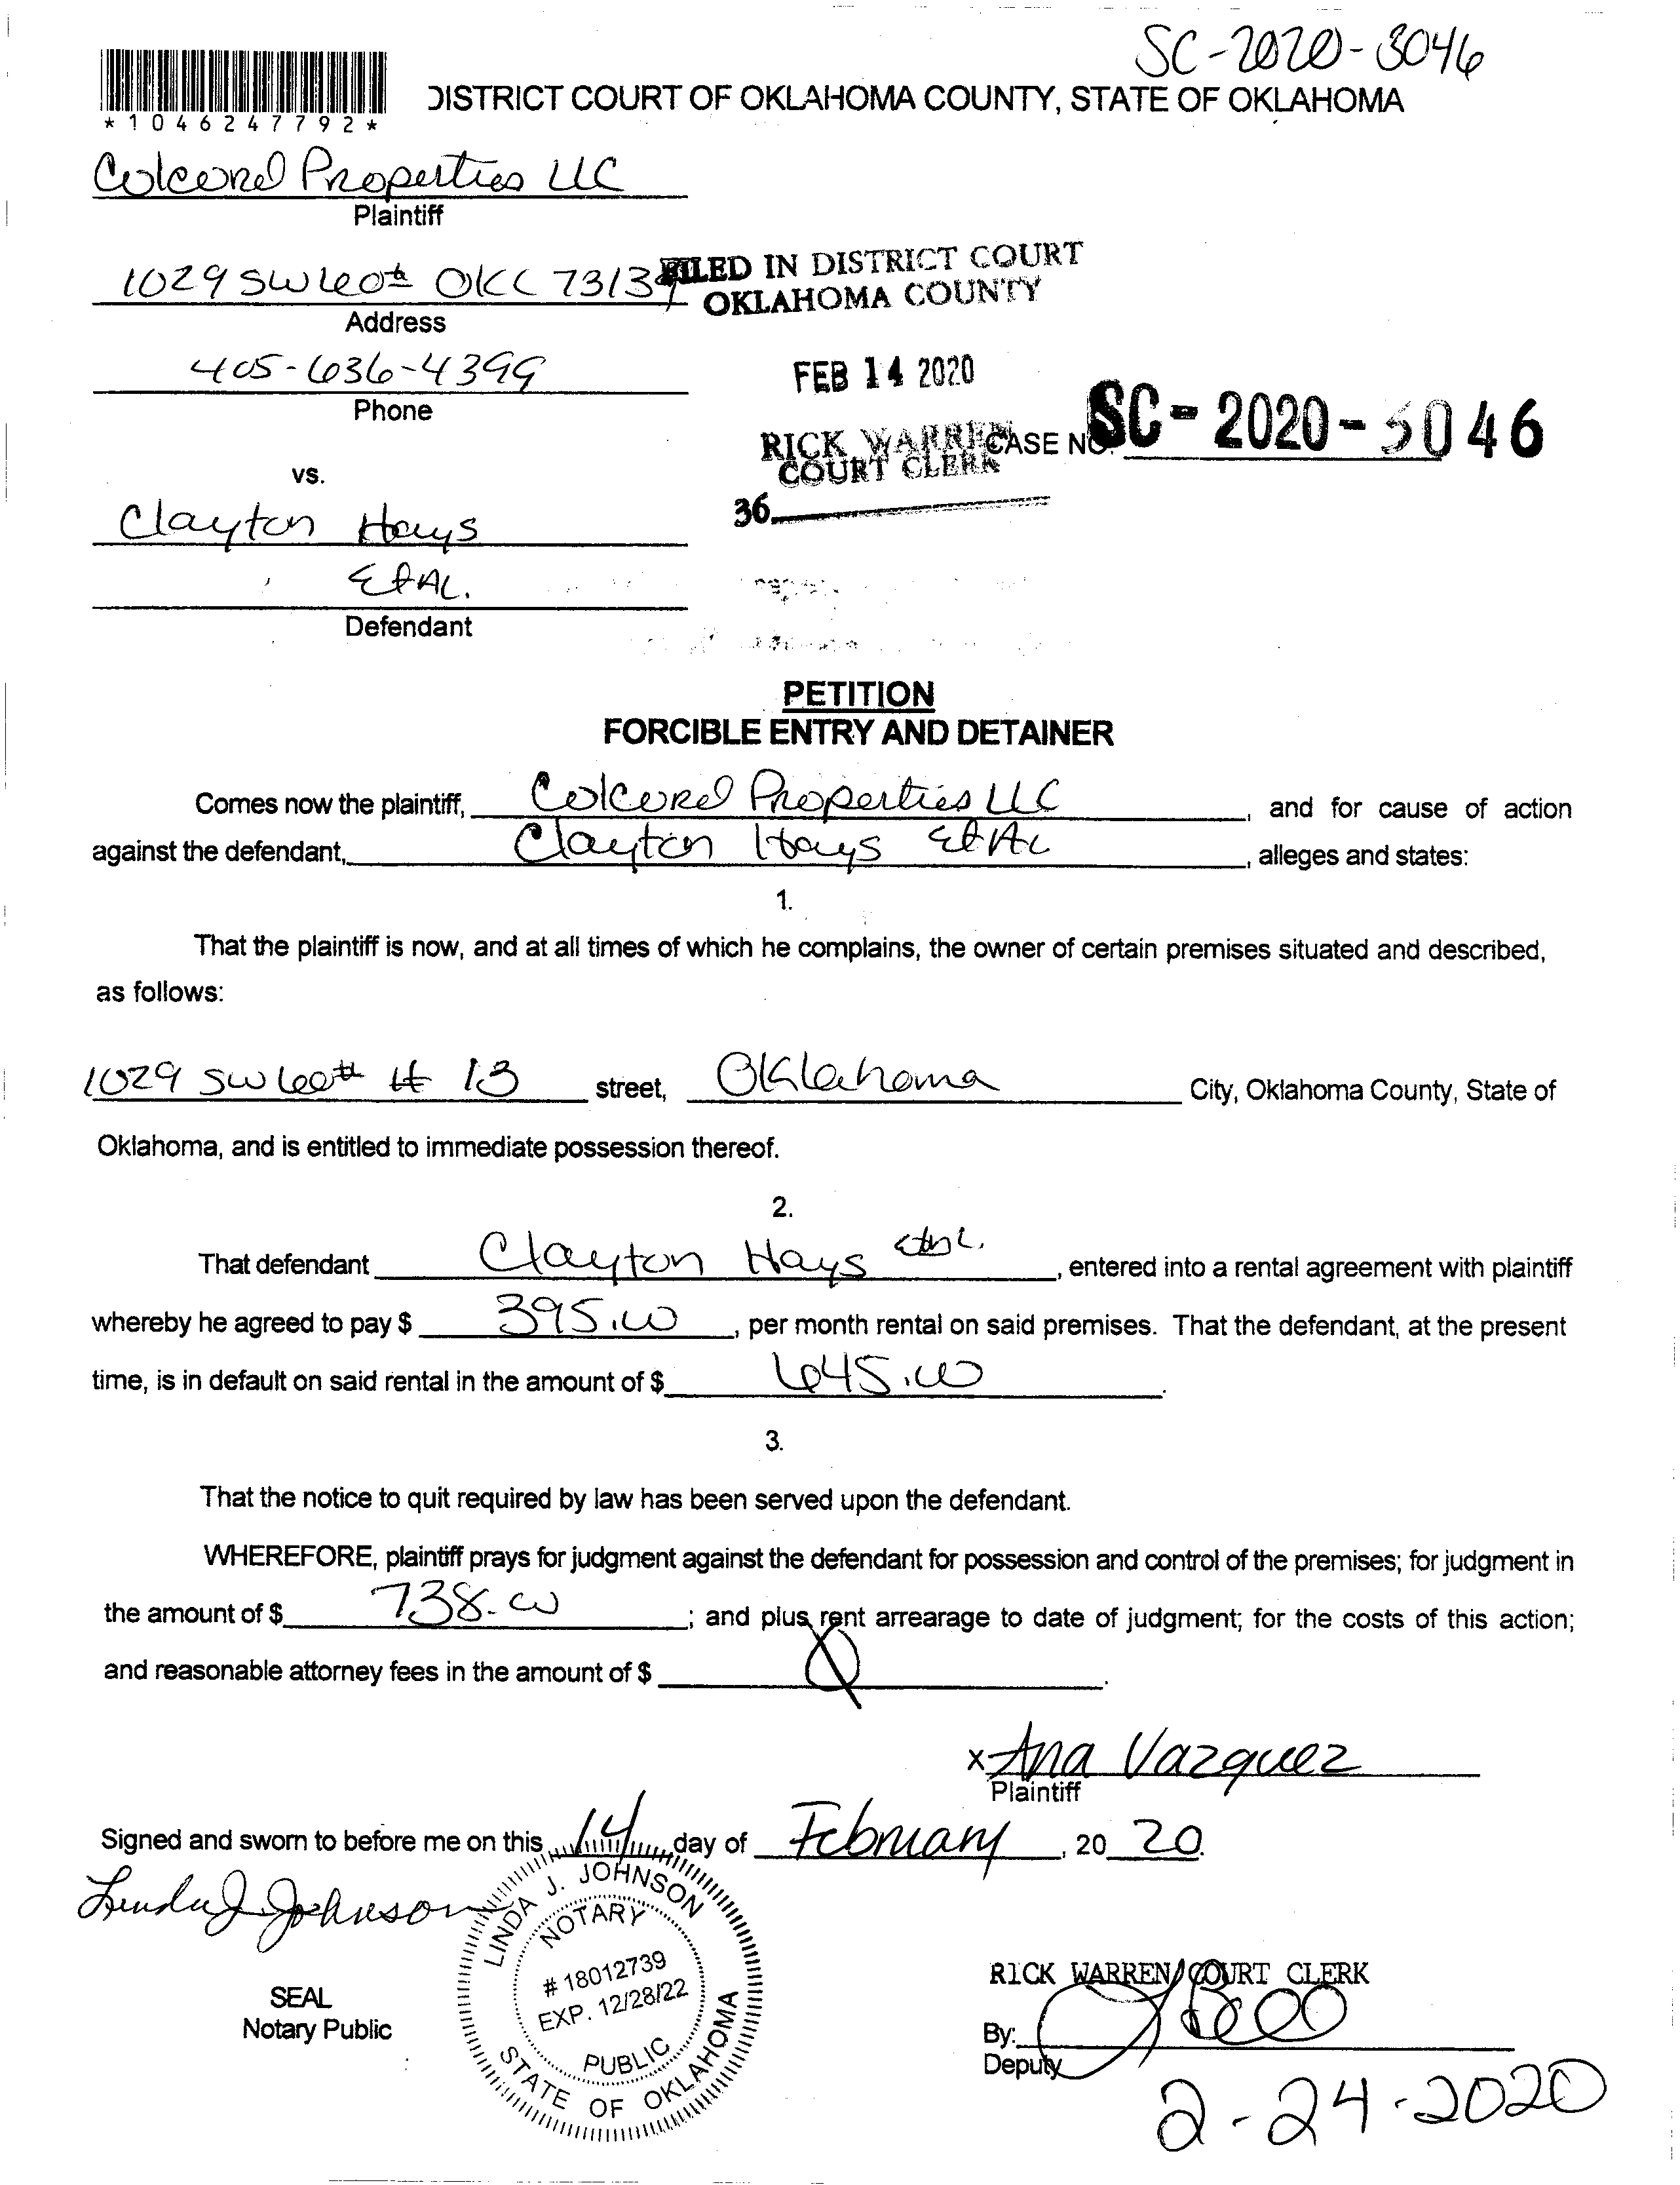 SC-2020-3046
*1046247792*
DISTRICT COURT OF OKLAHOMA COUNTY, STATE OF OKLAHOMA
Colcord Properties LLC
Plaintiff
1029 SW 60th OKC 73139
Address
405-636-4399
Phone
FILED IN DISTRICT COURT
OKLAHOMA COUNTY
FEB 14 2020
RICK WARREN
COURT CLERK
36
CASE NO. SC-2020-3046
vs.
Clayton Hays
Et AL.
Defendant
PETITION
FORCIBLE ENTRY AND DETAINER
Comes now the plaintiff, Colcord Properties LLC, and for cause of action
against the defendant, Clayton Hays Et AL, alleges and states:
1.
That the plaintiff is now, and at all times of which he complains, the owner of certain premises situated and described,
as follows:
1029 SW 60th # 13 street, Oklahoma City, Oklahoma County, State of
Oklahoma, and is entitled to immediate possession thereof.
2.
That defendant Clayton Hays Et AL., entered into a rental agreement with plaintiff
whereby he agreed to pay $ 395.00, per month rental on said premises. That the defendant, at the present
time, is in default on said rental in the amount of $ 645.00.
3.
That the notice to quit required by law has been served upon the defendant.
WHEREFORE, plaintiff prays for judgment against the defendant for possession and control of the premises; for judgment in
the amount of $ 738.00; and plus rent arrearage to date of judgment; for the costs of this action;
and reasonable attorney fees in the amount of $ 0.
x Ana Vazquez
Plaintiff
Signed and sworn to before me on this 14 day of February, 2020.
Linda J Johnson
SEAL
Notary Public
LINDA J. JOHNSON
NOTARY
# 18012739
EXP. 12/28/22
PUBLIC
STATE OF OKLAHOMA
RICK WARREN, COURT CLERK
By:
Deputy
2-24-2020